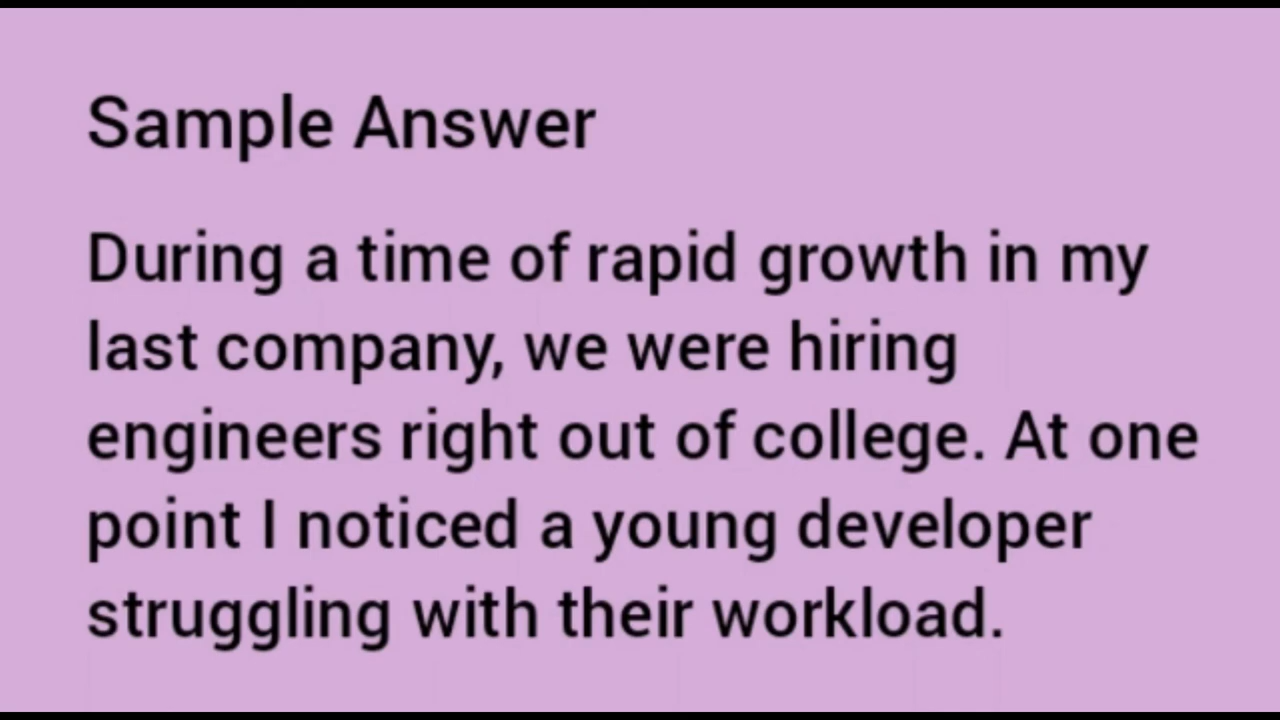 Sample Answer
During a time of rapid growth in my
last company, we were hiring
engineers right out of college. At one
point I noticed a young developer
struggling with their workload.